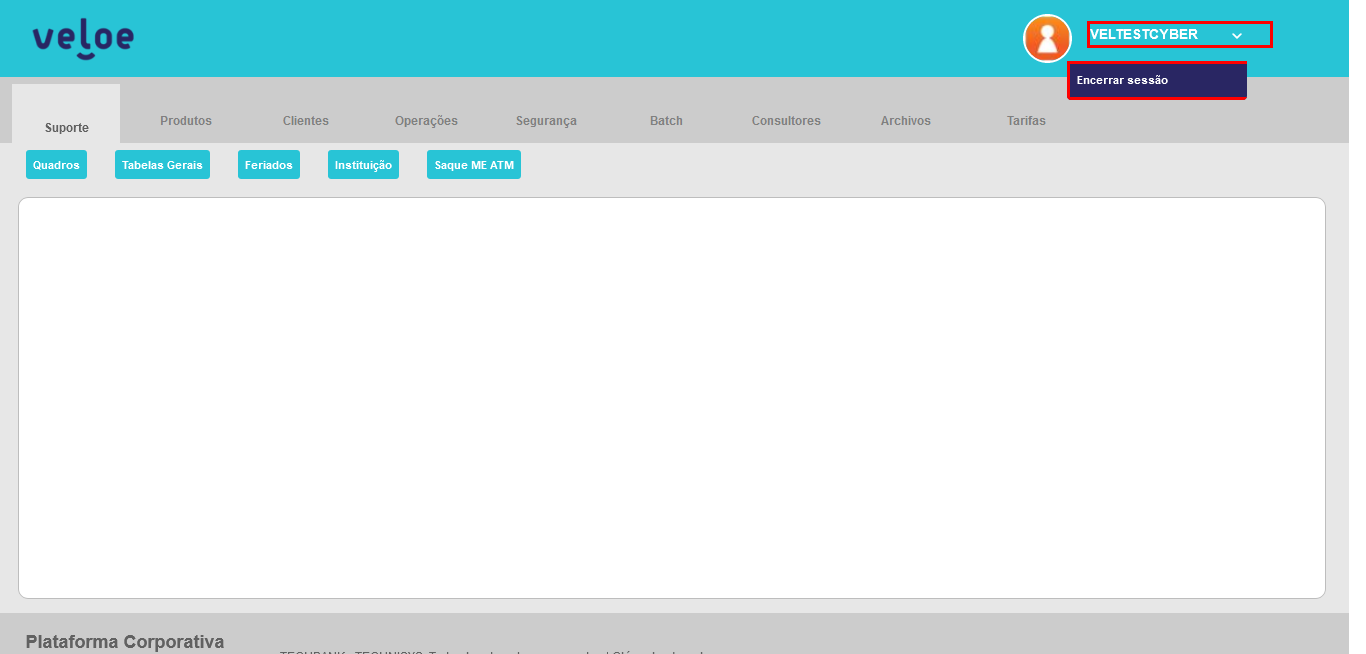 veloe
VELTESTCYBER
Encerrar sessão
Suporte
Produtos
Clientes
Operações
Segurança
Batch
Consultores
Archivos
Tarifas
Quadros
Tabelas Gerais
Feriados
Instituição
Saque ME ATM
Plataforma Corporativa